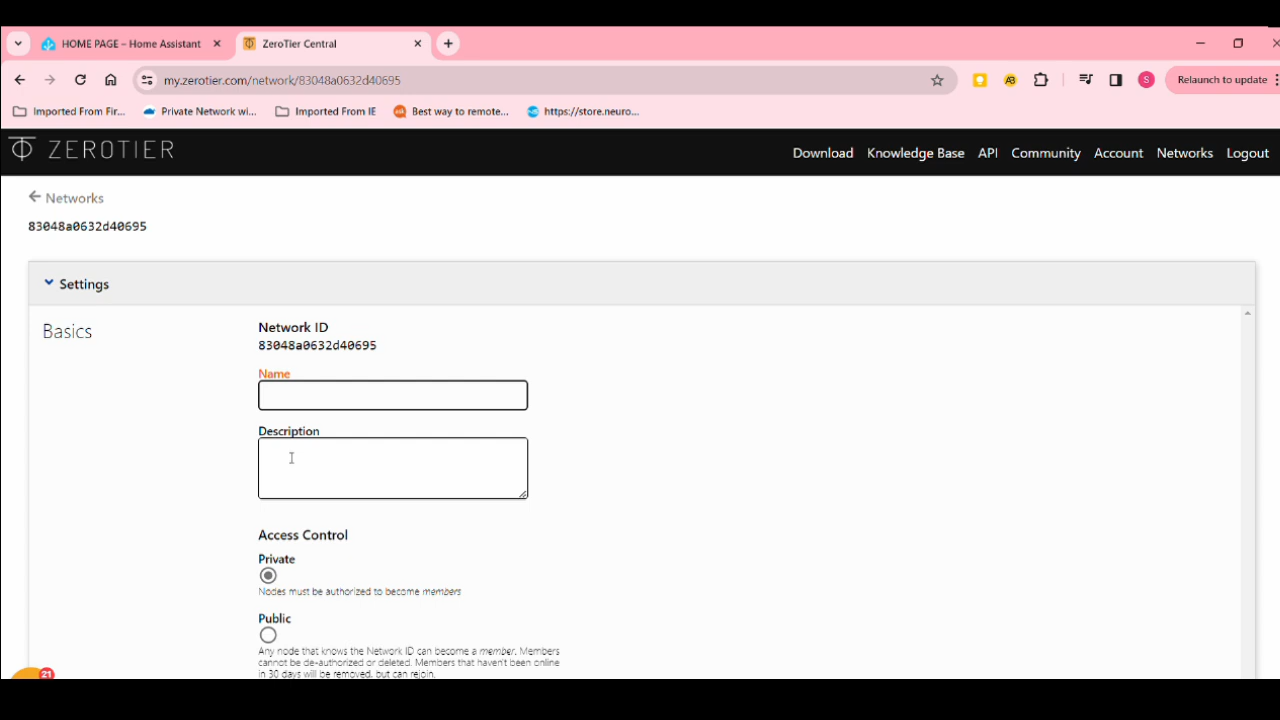 HOME PAGE – Home Assistant
ZeroTier Central
my.zerotier.com/network/83048a0632d40695
AB
S
Relaunch to update
Imported From Fir...
Private Network wi...
Imported From IE
Best way to remote...
https://store.neuro...
ZEROTIER
Download Knowledge Base API Community Account Networks Logout
Networks
83048a0632d40695
Settings
Basics
Network ID
83048a0632d40695
Name
Description
Access Control
Private
Nodes must be authorized to become members
Public
Any node that knows the Network ID can become a member. Members
cannot be de-authorized or deleted. Members that haven't been online
in 30 days will be removed, but can rejoin.
21